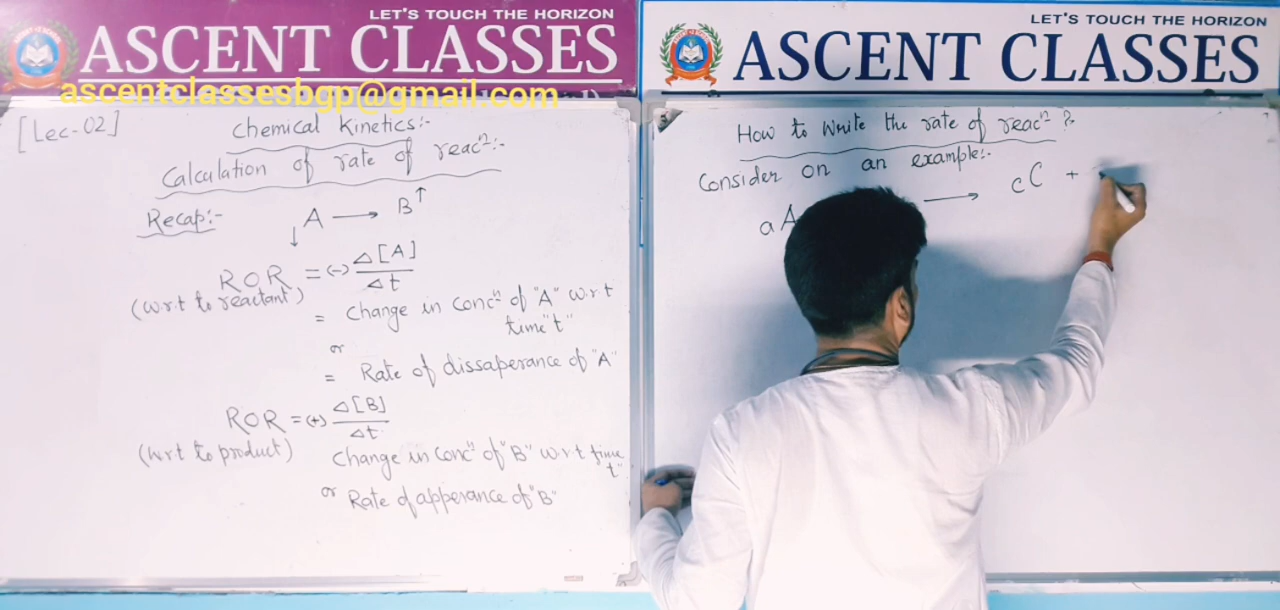 LET'S TOUCH THE HORIZON
ASCENT CLASSES
ascentclassesbgp@gmail.com
[Lec-02]
Chemical Kinetics:-
Calculation of rate of reacⁿ:-
Recap:-
A ⟶ B↑
↓
ROR = (-) Δ[A]/Δt
(w.r.t to reactant)
= Change in concⁿ of "A" w.r.t
time "t"
or
= Rate of dissaperance of "A"
ROR = (+) Δ[B]/Δt
(w.r.t to product)
Change in concⁿ of "B" w.r.t time
"t"
or Rate of apperance of "B"
LET'S TOUCH THE HORIZON
ASCENT CLASSES
How to Write the rate of reacⁿ ?-
Consider on an example:-
aA ⟶ cC +